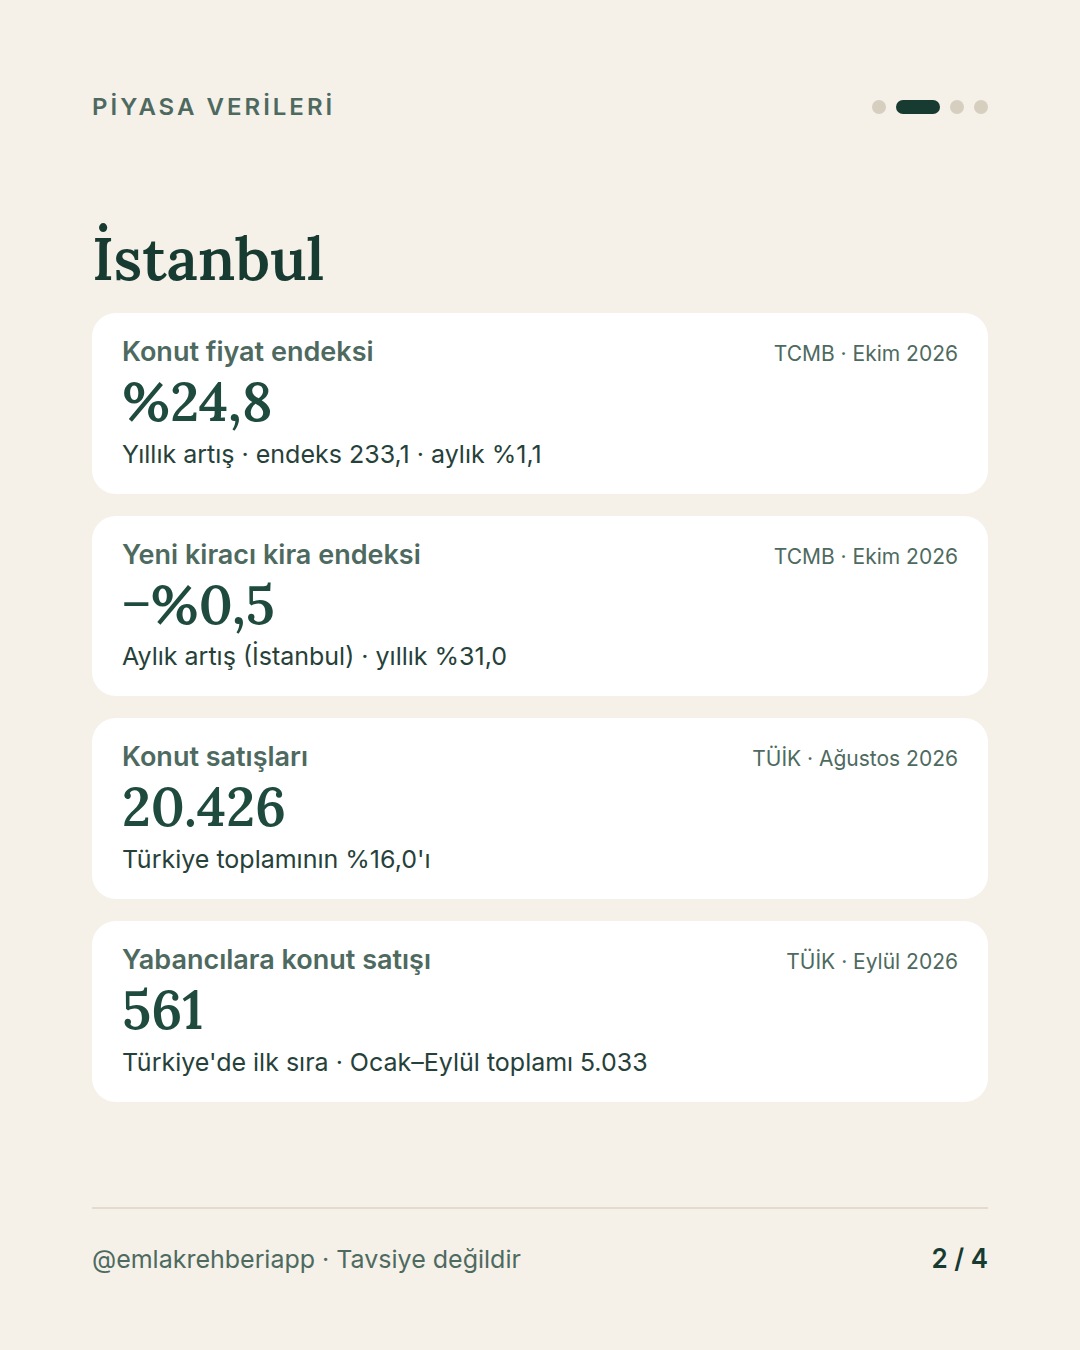 PİYASA VERİLERİ
İstanbul
Konut fiyat endeksi
TCMB · Ekim 2026
%24,8
Yıllık artış · endeks 233,1 · aylık %1,1
Yeni kiracı kira endeksi
TCMB · Ekim 2026
−%0,5
Aylık artış (İstanbul) · yıllık %31,0
Konut satışları
TÜİK · Ağustos 2026
20.426
Türkiye toplamının %16,0'ı
Yabancılara konut satışı
TÜİK · Eylül 2026
561
Türkiye'de ilk sıra · Ocak–Eylül toplamı 5.033
@emlakrehberiapp · Tavsiye değildir
2 / 4